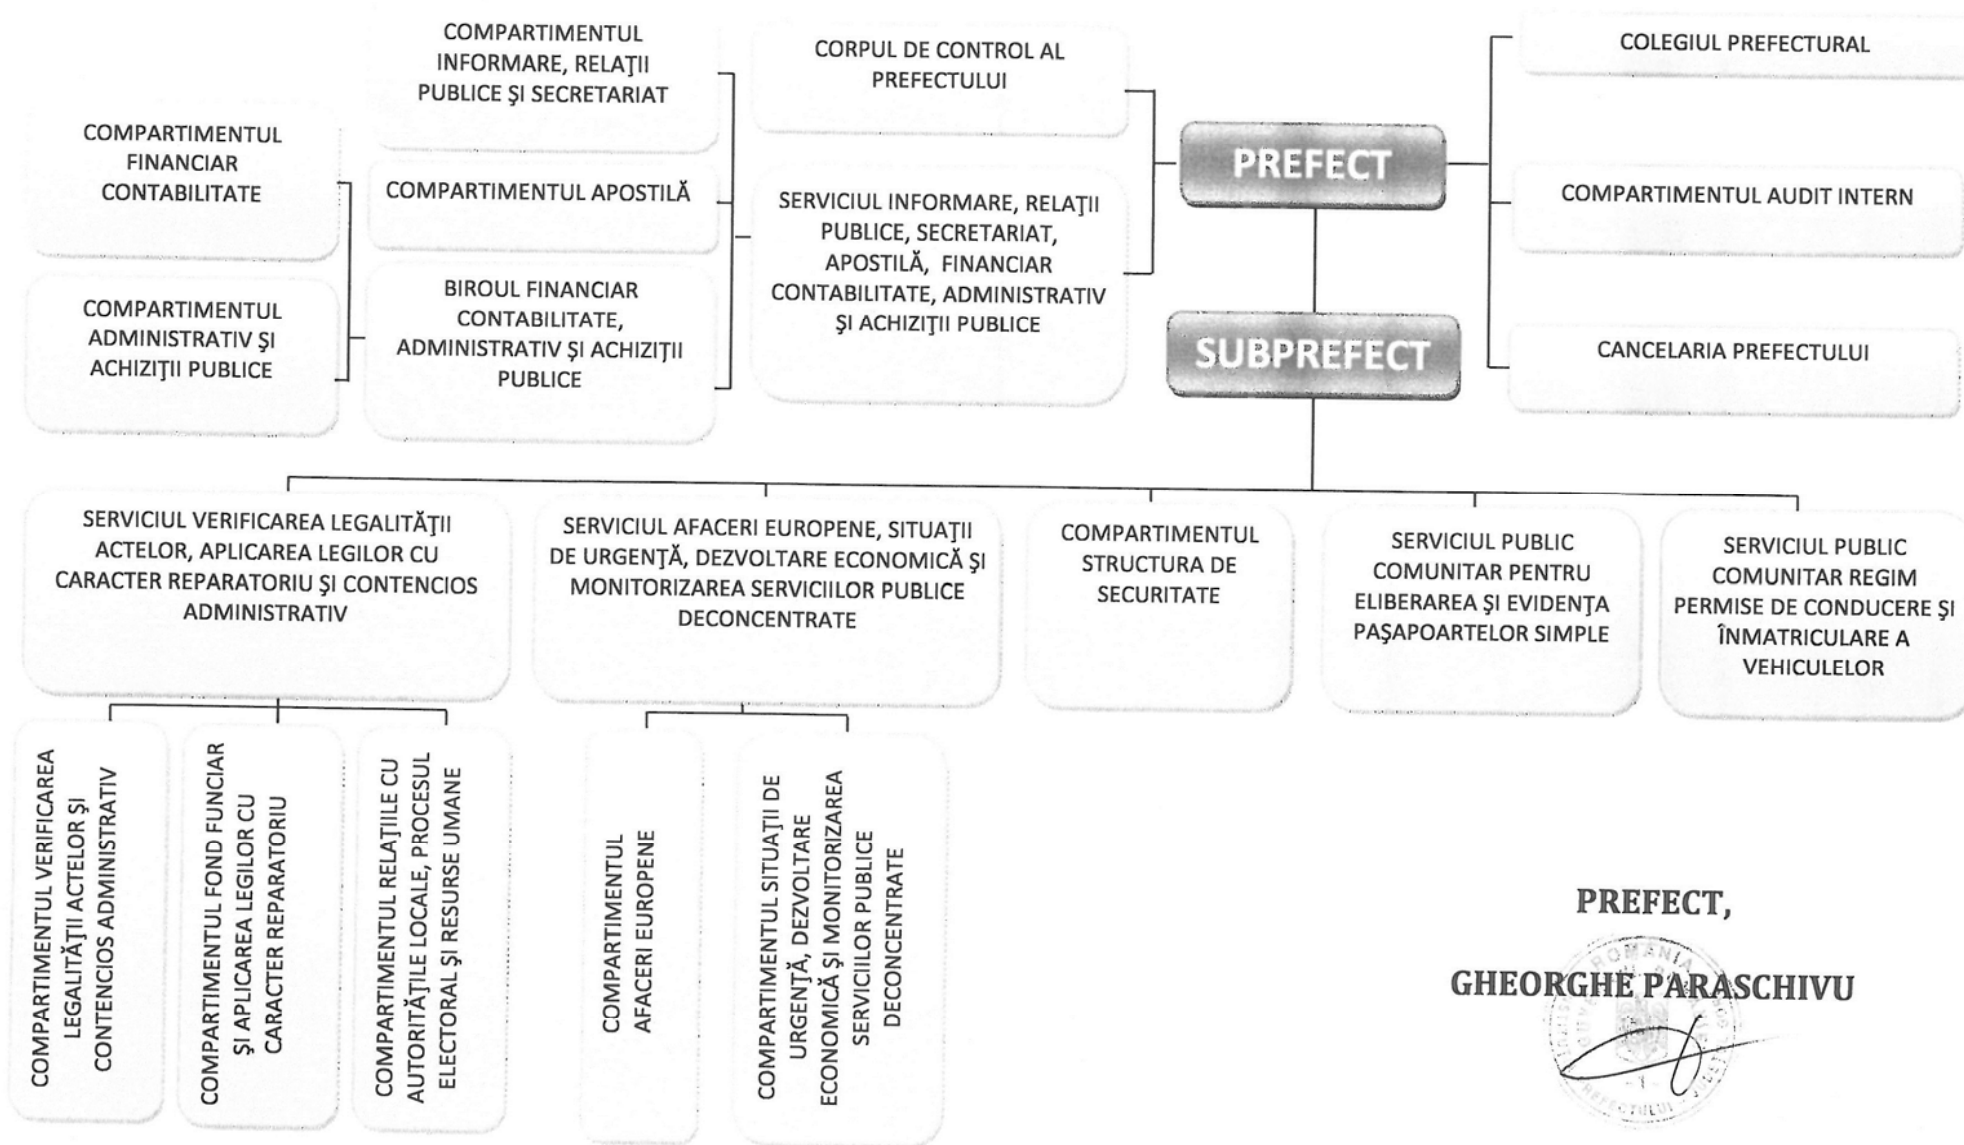 COMPARTIMENTUL
INFORMARE, RELAŢII
PUBLICE ŞI SECRETARIAT
CORPUL DE CONTROL AL
PREFECTULUI
COLEGIUL PREFECTURAL
COMPARTIMENTUL
FINANCIAR
CONTABILITATE
PREFECT
COMPARTIMENTUL APOSTILĂ
SERVICIUL INFORMARE, RELAŢII
PUBLICE, SECRETARIAT,
APOSTILĂ, FINANCIAR
CONTABILITATE, ADMINISTRATIV
ŞI ACHIZIŢII PUBLICE
COMPARTIMENTUL AUDIT INTERN
COMPARTIMENTUL
ADMINISTRATIV ŞI
ACHIZIŢII PUBLICE
BIROUL FINANCIAR
CONTABILITATE,
ADMINISTRATIV ŞI ACHIZIŢII
PUBLICE
SUBPREFECT
CANCELARIA PREFECTULUI
SERVICIUL VERIFICAREA LEGALITĂŢII
ACTELOR, APLICAREA LEGILOR CU
CARACTER REPARATORIU ŞI CONTENCIOS
ADMINISTRATIV
SERVICIUL AFACERI EUROPENE, SITUAŢII
DE URGENŢĂ, DEZVOLTARE ECONOMICĂ ŞI
MONITORIZAREA SERVICIILOR PUBLICE
DECONCENTRATE
COMPARTIMENTUL
STRUCTURA DE
SECURITATE
SERVICIUL PUBLIC
COMUNITAR PENTRU
ELIBERAREA ŞI EVIDENŢA
PAŞAPOARTELOR SIMPLE
SERVICIUL PUBLIC
COMUNITAR REGIM
PERMISE DE CONDUCERE ŞI
ÎNMATRICULARE A
VEHICULELOR
COMPARTIMENTUL VERIFICAREA
LEGALITĂŢII ACTELOR ŞI
CONTENCIOS ADMINISTRATIV
COMPARTIMENTUL FOND FUNCIAR
ŞI APLICAREA LEGILOR CU
CARACTER REPARATORIU
COMPARTIMENTUL RELAŢIILE CU
AUTORITĂŢILE LOCALE, PROCESUL
ELECTORAL ŞI RESURSE UMANE
COMPARTIMENTUL
AFACERI EUROPENE
COMPARTIMENTUL SITUAŢII DE
URGENŢĂ, DEZVOLTARE
ECONOMICĂ ŞI MONITORIZAREA
SERVICIILOR PUBLICE
DECONCENTRATE
PREFECT,
GHEORGHE PARASCHIVU
ROMANIA